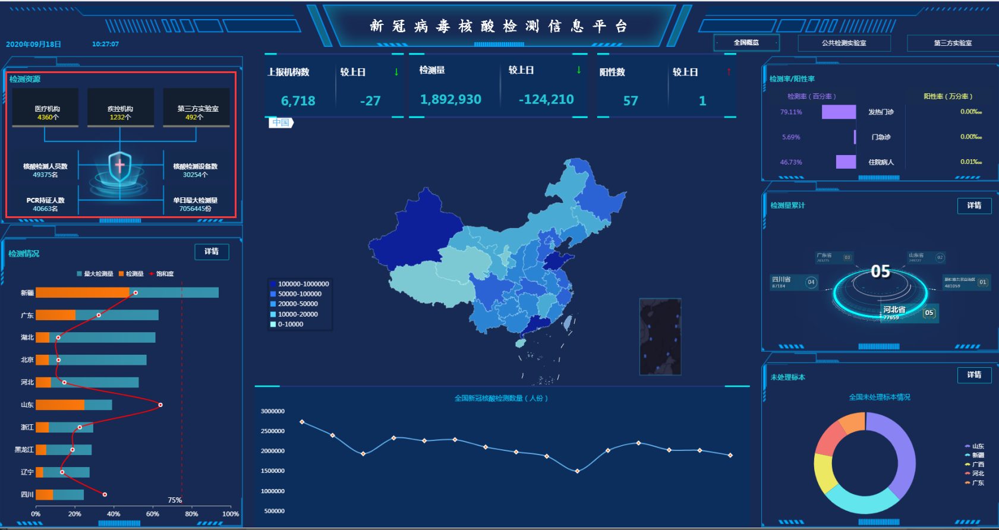 新冠病毒核酸检测信息平台
2020年09月18日
10:27:07
全国概览
公共检测实验室
第三方实验室
检测资源
医疗机构
4360个
疾控机构
1232个
第三方实验室
492个
核酸检测人员数
49375名
核酸检测设备数
30254个
PCR持证人数
40663名
单日最大检测量
7056445份
检测情况
详情
最大检测量 检测量 饱和度
新疆
广东
湖北
北京
河北
山东
浙江
黑龙江
辽宁
四川
75%
0% 20% 40% 60% 80% 100%
上报机构数 较上日 ↓
6,718 -27
检测量 较上日 ↓
1,892,930 -124,210
阳性数 较上日 ↑
57 1
中国
100000-1000000
50000-100000
20000-50000
10000-20000
0-10000
全国新冠核酸检测数量（人份）
3000000
2500000
2000000
1500000
1000000
500000
检测率/阳性率
检测率（百分率） 阳性率（万分率）
79.11% 发热门诊 0.00‱
5.69% 门急诊 0.00‱
46.73% 住院病人 0.01‱
检测量累计
详情
广东省 03
山东省 02
249727
05
四川省 04
87184
新疆维吾尔自治区 01
481059
河北省 05
77659
未处理标本
详情
全国未处理标本情况
山东
新疆
广西
河北
广东